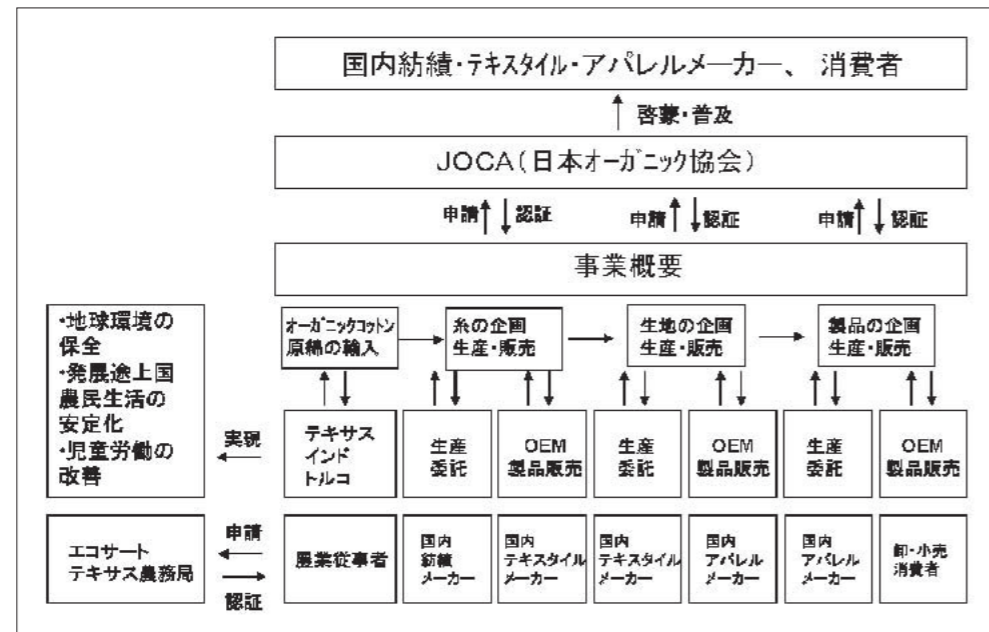 国内紡績・テキスタイル・アパレルメーカー、 消費者
啓蒙・普及
JOCA(日本オーガニック協会)
申請 認証
申請 認証
申請 認証
事業概要
・地球環境の
保全
・発展途上国
農民生活の
安定化
・児童労働の
改善
オーガニックコットン
原綿の輸入
糸の企画
生産・販売
生地の企画
生産・販売
製品の企画
生産・販売
実現
テキサス
インド
トルコ
生産
委託
OEM
製品販売
生産
委託
OEM
製品販売
生産
委託
OEM
製品販売
エコサート
テキサス農務局
申請
認証
農業従事者
国内
紡績
メーカー
国内
テキスタイル
メーカー
国内
テキスタイル
メーカー
国内
アパレル
メーカー
国内
アパレル
メーカー
卸・小売
消費者